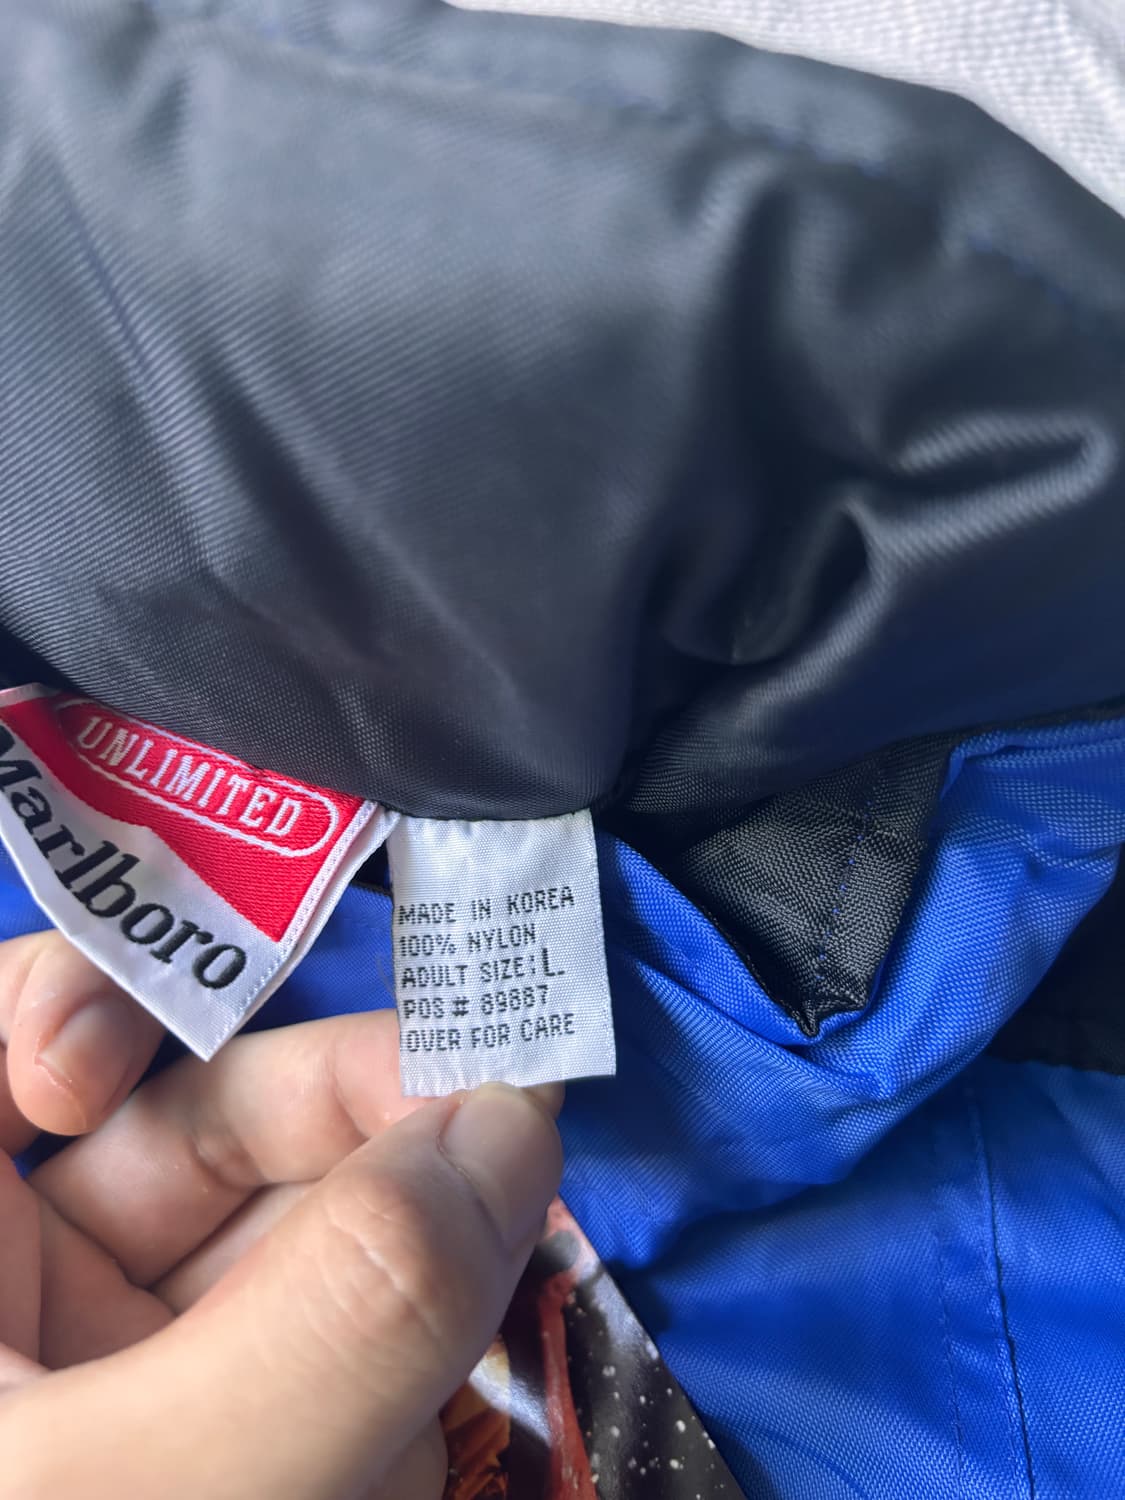 UNLIMITED
Marlboro
MADE IN KOREA
100% NYLON
ADULT SIZE: L
POS # 89887
OVER FOR CARE